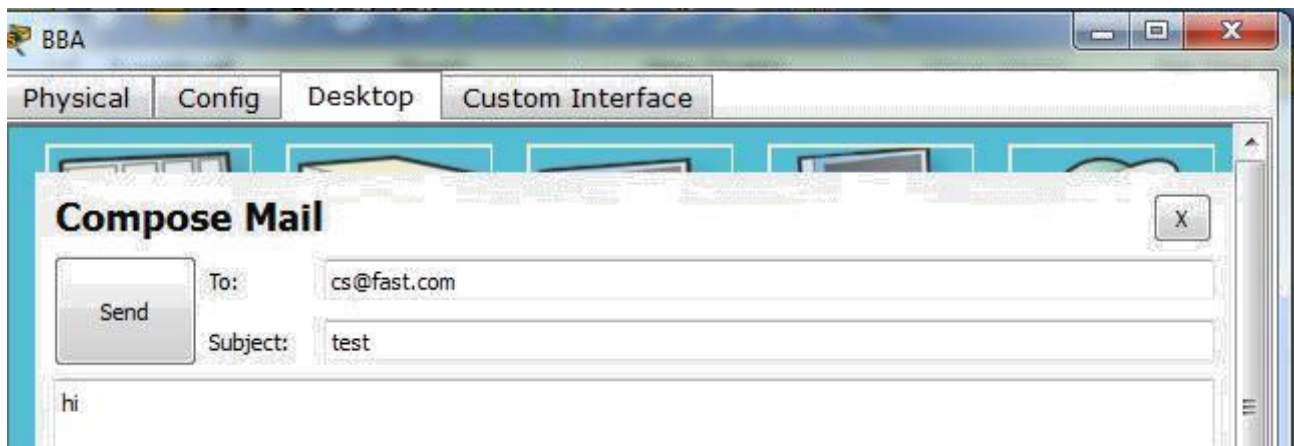 BBA
Physical Config Desktop Custom Interface
Compose Mail X
To: cs@fast.com
Send
Subject: test
hi